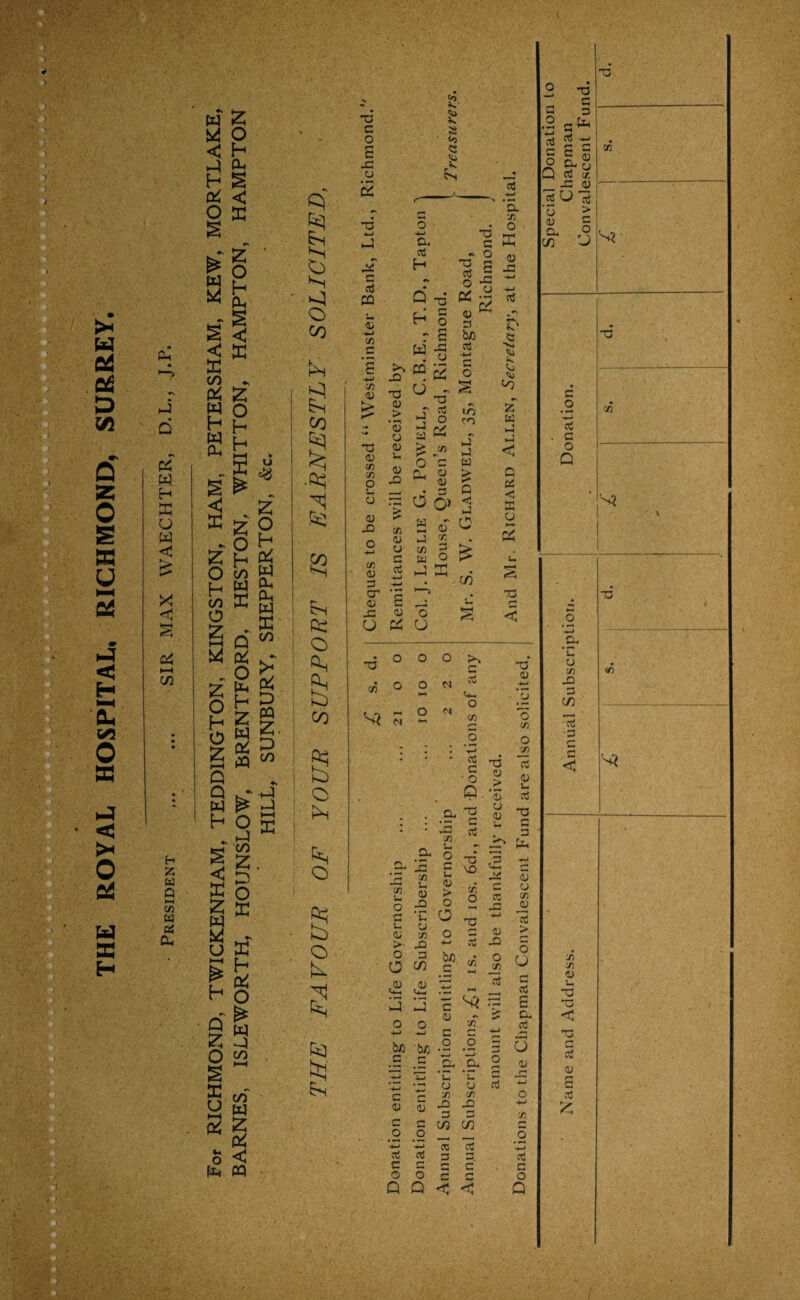 THE ROYAL HOSPITAL, RICHMOND, SURREY.
PRESIDENT ... ... SIR MAX WAECHTER, D.L., J.P.
For RICHMOND, TWICKENHAM, TEDDINGTON, KINGSTON, HAM, PETERSHAM, KEW, MORTLAKE,
BARNES, ISLEWORTH, HOUNSLOW, BRENTFORD, HESTON, WHITTON, HAMPTON, HAMPTON
HILL, SUNBURY, SHEPPERTON, &c.
THE FAVOUR OF YOUR SUPPORT IS EARNESTLY SOLICITED,
£ s. d.
Donation entitling to Life Governorship ... 21 0 0
Donation entitling to Life Subscribership ... 10 10 0
Annual Subscription entitling to Governorship ... 2 2 0
Annual Subscriptions, £1 1s. and 10s. 6d., and Donations of any
amount will also be thankfully received.
Donations to the Chapman Convalescent Fund are also solicited.
Cheques to be crossed "Westminster Bank, Ltd., Richmond."
Remittances will be received by
Col. J. LESLIE G. POWELL, C.B.E., T.D., Tapton
House, Queen's Road, Richmond.
Mr. S. W. GLADWELL, 35, Montague Road,
Richmond.
} Treasurers.
And Mr. RICHARD ALLEN, Secretary, at the Hospital.
Name and Address.
Annual Subscription.
Donation.
Special Donation to
Chapman
Convalescent Fund.
£ s. d.
£ s. d.
£ s. d.